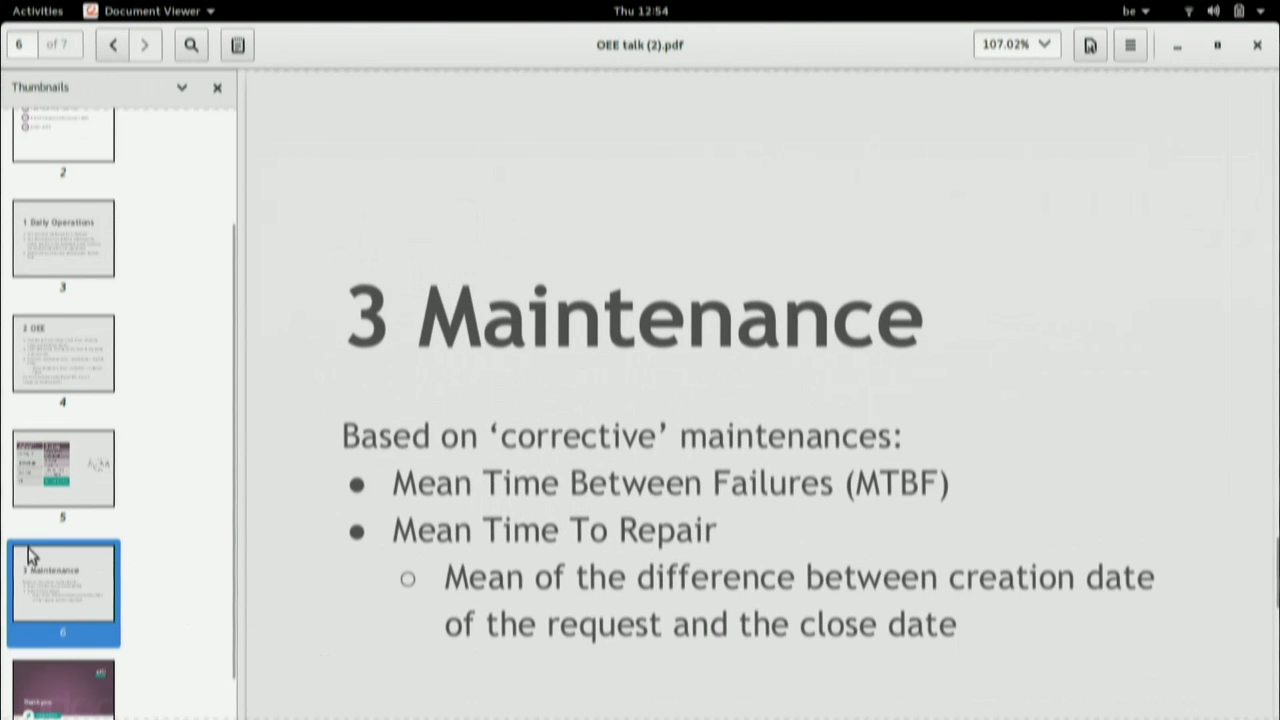 Activities
Document Viewer
Thu 12:54
be
6
of 7
OEE talk (2).pdf
107.02%
Thumbnails
2
1 Daily Operations
3
2 OEE
4
5
3 Maintenance
6
Thank you
3 Maintenance
Based on ‘corrective’ maintenances:
● Mean Time Between Failures (MTBF)
● Mean Time To Repair
○ Mean of the difference between creation date
of the request and the close date